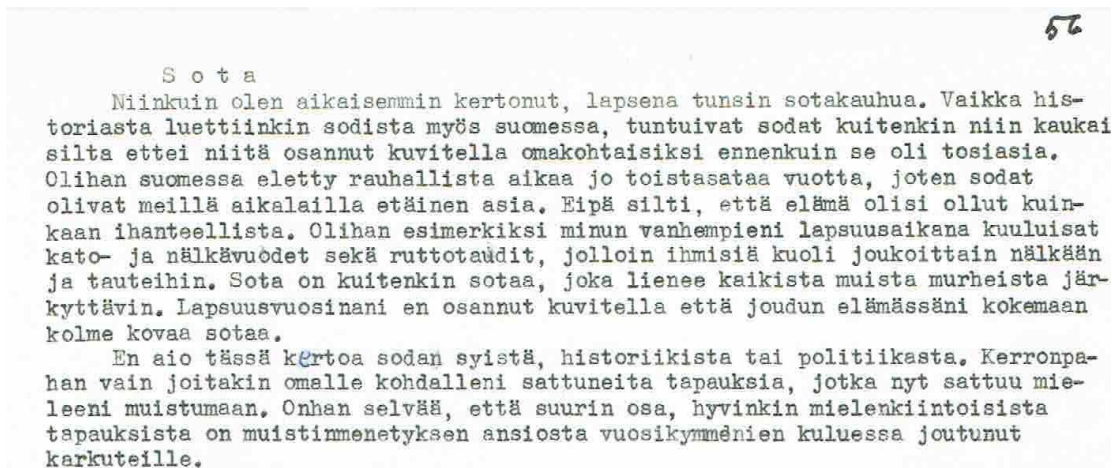 56
S o t a
Niinkuin olen aikaisemmin kertonut, lapsena tunsin sotakauhua. Vaikka his-
toriasta luettiinkin sodista myös suomessa, tuntuivat sodat kuitenkin niin kaukai
silta ettei niitä osannut kuvitella omakohtaisiksi ennenkuin se oli tosiasia.
Olihan suomessa eletty rauhallista aikaa jo toistasataa vuotta, joten sodat
olivat meillä aikalailla etäinen asia. Eipä silti, että elämä olisi ollut kuin-
kaan ihanteellista. Olihan esimerkiksi minun vanhempieni lapsuusaikana kuuluisat
kato- ja nälkävuodet sekä ruttotaudit, jolloin ihmisiä kuoli joukoittain nälkään
ja tauteihin. Sota on kuitenkin sotaa, joka lienee kaikista muista murheista jär-
kyttävin. Lapsuusvuosinani en osannut kuvitella että joudun elämässäni kokemaan
kolme kovaa sotaa.
En aio tässä kertoa sodan syistä, historiikista tai politiikasta. Kerronpa-
han vain joitakin omalle kohdalleni sattuneita tapauksia, jotka nyt sattuu mie-
leeni muistumaan. Onhan selvää, että suurin osa, hyvinkin mielenkiintoisista
tapauksista on muistinmenetyksen ansiosta vuosikymmenien kuluessa joutunut
karkuteille.